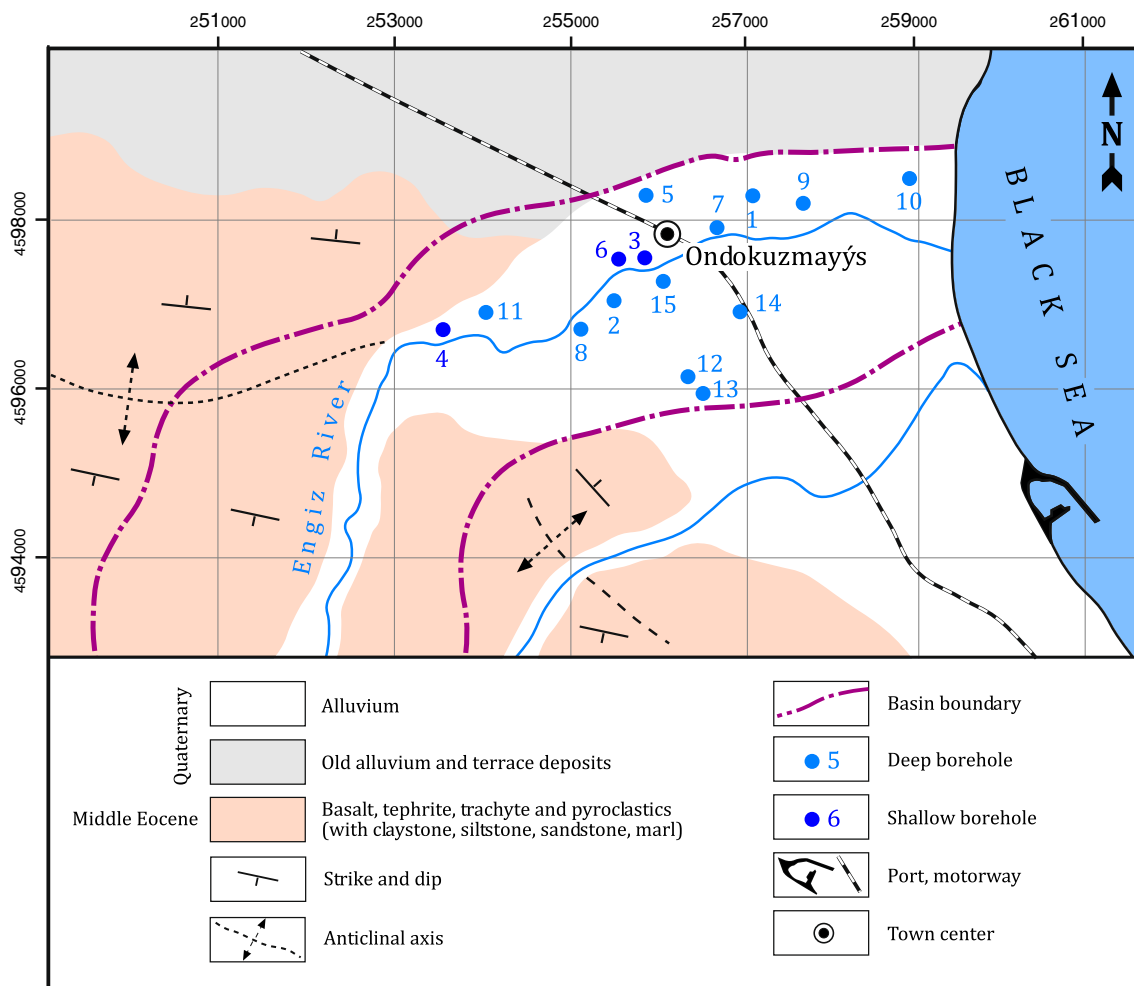 251000 253000 255000 257000 259000 261000
4598000
4596000
4594000
N
BLACK SEA
5
9
7
1
10
6
3
Ondokuzmayýs
11
15
14
2
4
8
12
13
Engiz River
Quaternary
Alluvium
Old alluvium and terrace deposits
Middle Eocene
Basalt, tephrite, trachyte and pyroclastics
(with claystone, siltstone, sandstone, marl)
Strike and dip
Anticlinal axis
Basin boundary
5 Deep borehole
6 Shallow borehole
Port, motorway
Town center